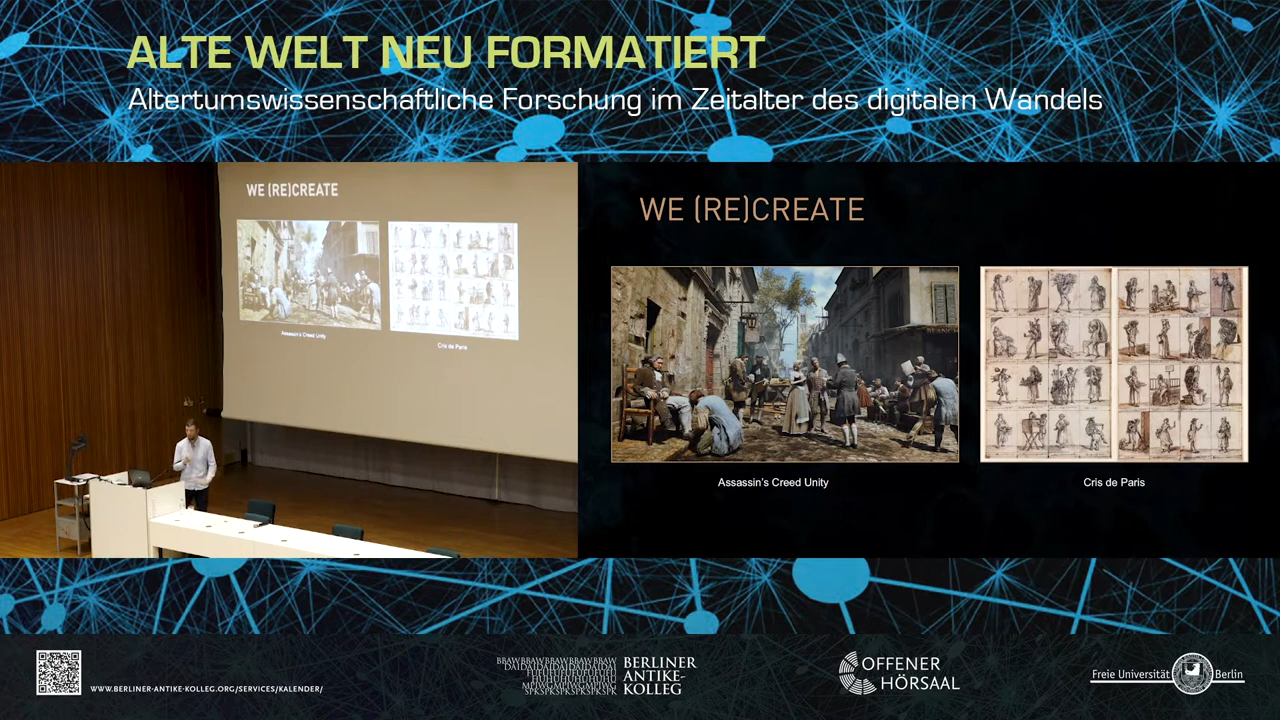 ALTE WELT NEU FORMATIERT
Altertumswissenschaftliche Forschung im Zeitalter des digitalen Wandels
WE (RE)CREATE
Assassin's Creed Unity
Cris de Paris
WE (RE)CREATE
Assassin's Creed Unity
Cris de Paris
WWW.BERLINER-ANTIKE-KOLLEG.ORG/SERVICES/KALENDER/
BERLINER
ANTIKE-
KOLLEG
OFFENER
HÖRSAAL
Freie Universität Berlin